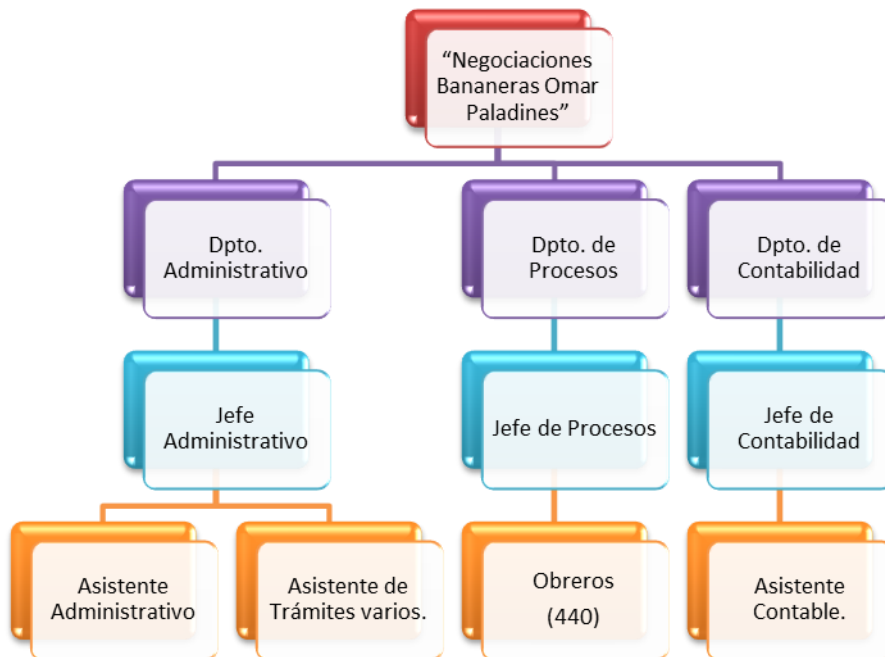 “Negociaciones
Bananeras Omar
Paladines”
Dpto.
Administrativo
Dpto. de
Procesos
Dpto. de
Contabilidad
Jefe
Administrativo
Jefe de Procesos
Jefe de
Contabilidad
Asistente
Administrativo
Asistente de
Trámites varios.
Obreros
(440)
Asistente
Contable.